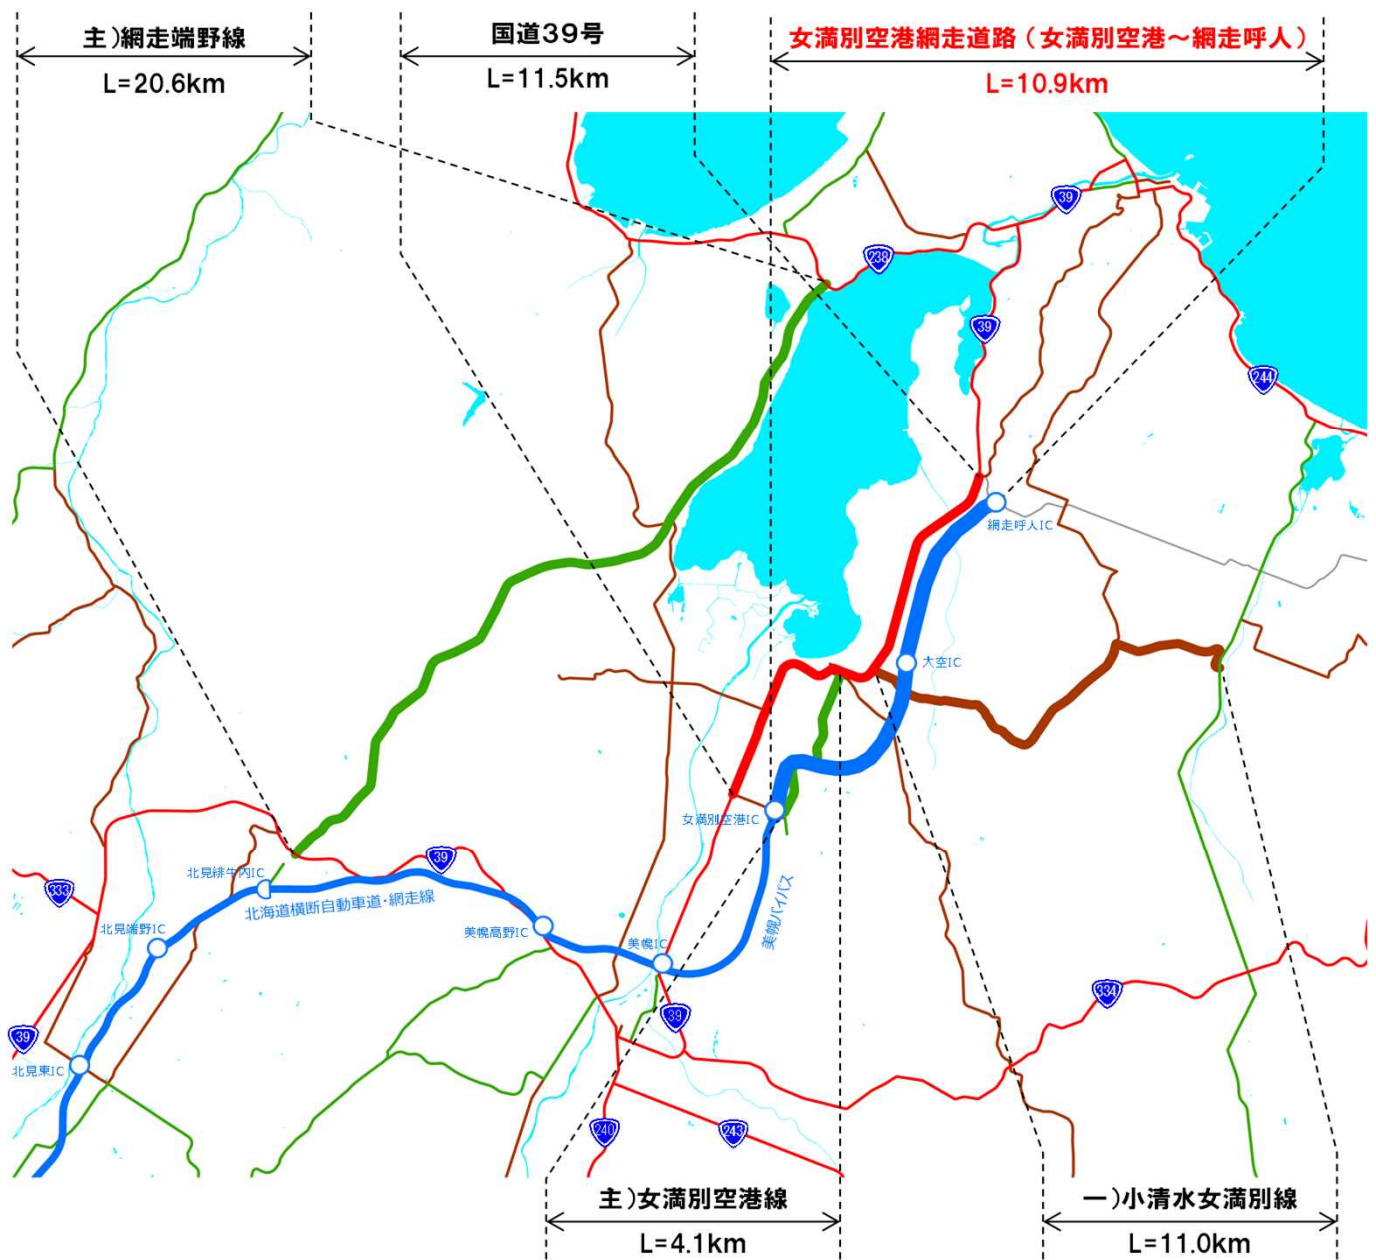 主）網走端野線
L=20.6km
国道39号
L=11.5km
女満別空港網走道路（女満別空港～網走呼人）
L=10.9km
39
238
39
244
網走呼人IC
大空IC
女満別空港IC
北見緋牛内IC
39
333
北海道横断自動車道・網走線
北見端野IC
美幌高野IC
美幌IC
美幌バイパス
334
39
39
北見東IC
240
243
主）女満別空港線
L=4.1km
一）小清水女満別線
L=11.0km